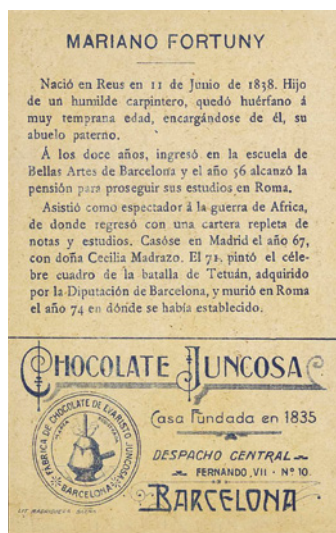 MARIANO FORTUNY
Nació en Reus en 11 de Junio de 1838. Hijo
de un humilde carpintero, quedó huérfano á
muy temprana edad, encargándose de él, su
abuelo paterno.
Á los doce años, ingresó en la escuela de
Bellas Artes de Barcelona y el año 56 alcanzó la
pensión para proseguir sus estudios en Roma.
Asistió como espectador à la guerra de Africa,
de donde regresó con una cartera repleta de
notas y estudios. Casóse en Madrid el año 67,
con doña Cecilia Madrazo. El 71, pintó el céle-
bre cuadro de la batalla de Tetuán, adquirido
por la Diputación de Barcelona, y murió en Roma
el año 74 en dónde se había establecido.
CHOCOLATE JUNCOSA
FÁBRICA DE CHOCOLATE DE EVARISTO JUNCOSA
BARCELONA
Casa Fundada en 1835
DESPACHO CENTRAL
FERNANDO, VII - Nº 10
BARCELONA